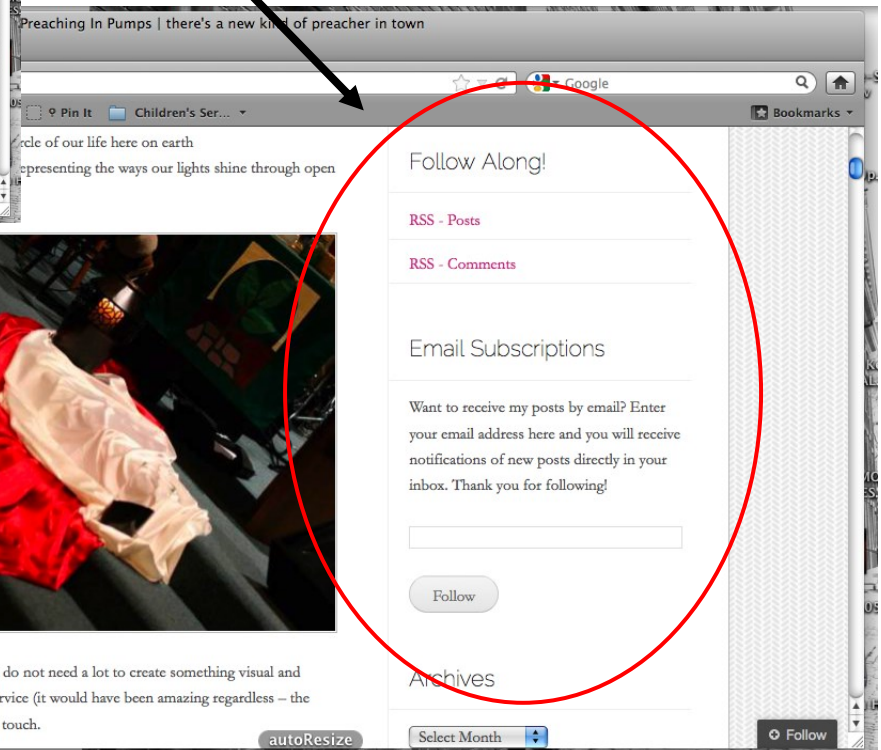 Preaching In Pumps | there's a new kind of preacher in town
Google
Pin It
Children's Ser...
Bookmarks
rcle of our life here on earth
epresenting the ways our lights shine through open
Follow Along!
RSS - Posts
RSS - Comments
Email Subscriptions
Want to receive my posts by email? Enter
your email address here and you will receive
notifications of new posts directly in your
inbox. Thank you for following!
Follow
do not need a lot to create something visual and
rvice (it would have been amazing regardless – the
touch.
Archives
Select Month
autoResize
Follow